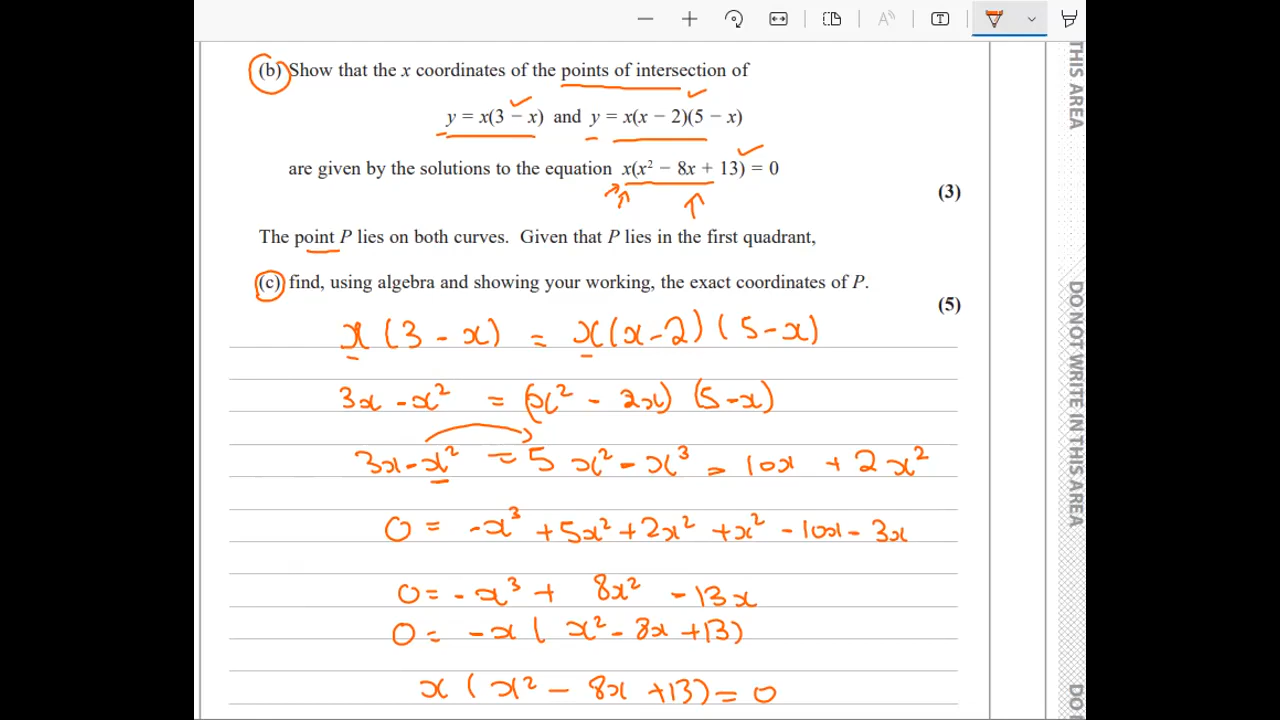 (b) Show that the x coordinates of the points of intersection of
y = x(3 − x) and y = x(x − 2)(5 − x)
are given by the solutions to the equation x(x² − 8x + 13) = 0
(3)
The point P lies on both curves. Given that P lies in the first quadrant,
(c) find, using algebra and showing your working, the exact coordinates of P.
(5)
x (3 - x) = x(x-2) (5-x)
3x - x² = (x² - 2x) (5-x)
3x - x² = 5x² - x³ - 10x + 2x²
0 = -x³ + 5x² + 2x² + x² - 10x - 3x
0 = -x³ + 8x² - 13x
0 = -x ( x² - 8x + 13)
x ( x² - 8x + 13) = 0
THIS AREA
DO NOT WRITE IN THIS AREA
DO